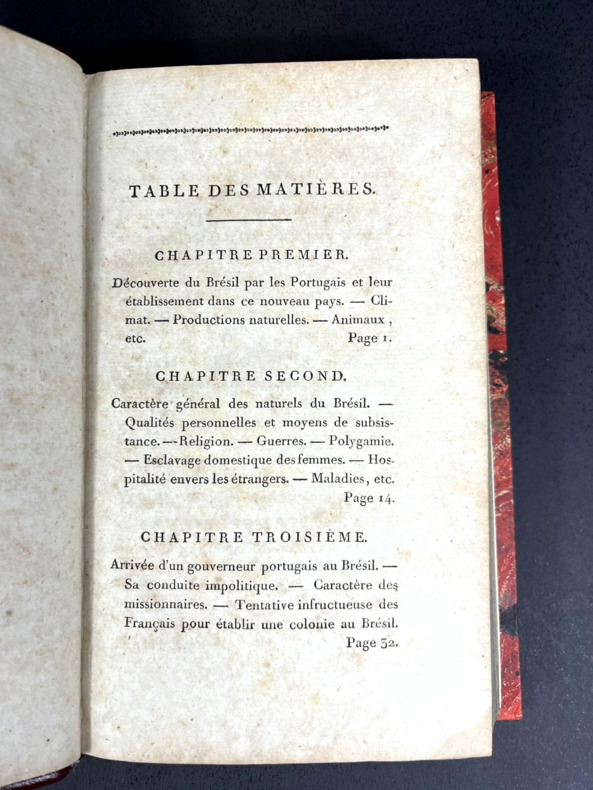 TABLE DES MATIÈRES.
CHAPITRE PREMIER.
Découverte du Brésil par les Portugais et leur
établissement dans ce nouveau pays. — Cli-
mat. — Productions naturelles. — Animaux,
etc. Page 1.
CHAPITRE SECOND.
Caractère général des naturels du Brésil. —
Qualités personnelles et moyens de subsis-
tance. — Religion. — Guerres. — Polygamie.
— Esclavage domestique des femmes. — Hos-
pitalité envers les étrangers. — Maladies, etc.
Page 14.
CHAPITRE TROISIÈME.
Arrivée d'un gouverneur portugais au Brésil. —
Sa conduite impolitique. — Caractère des
missionnaires. — Tentative infructueuse des
Français pour établir une colonie au Brésil.
Page 32.